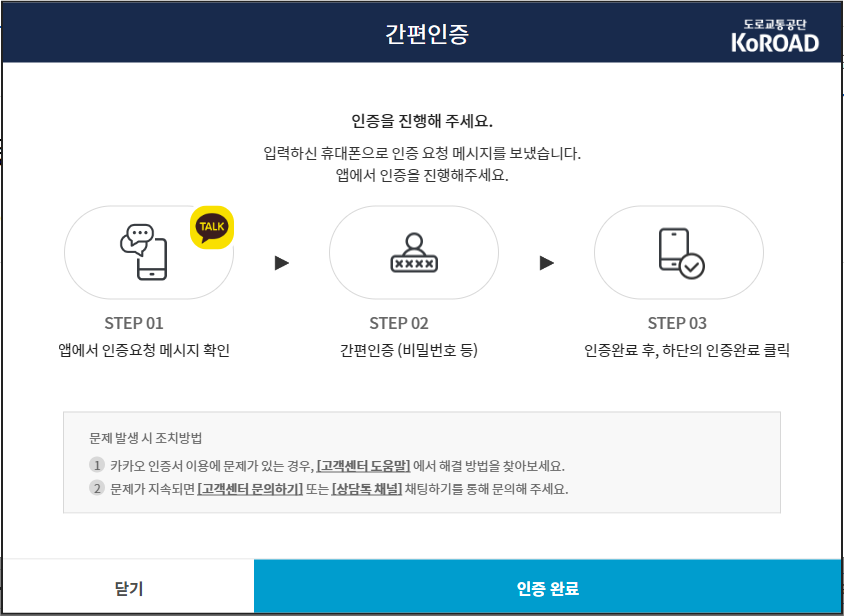 간편인증
도로교통공단
KoROAD
인증을 진행해 주세요.
입력하신 휴대폰으로 인증 요청 메시지를 보냈습니다.
앱에서 인증을 진행해주세요.
TALK
STEP 01
앱에서 인증요청 메시지 확인
STEP 02
간편인증 (비밀번호 등)
STEP 03
인증완료 후, 하단의 인증완료 클릭
문제 발생 시 조치방법
1 카카오 인증서 이용에 문제가 있는 경우, [고객센터 도움말] 에서 해결 방법을 찾아보세요.
2 문제가 지속되면 [고객센터 문의하기] 또는 [상담톡 채널] 채팅하기를 통해 문의해 주세요.
닫기
인증 완료